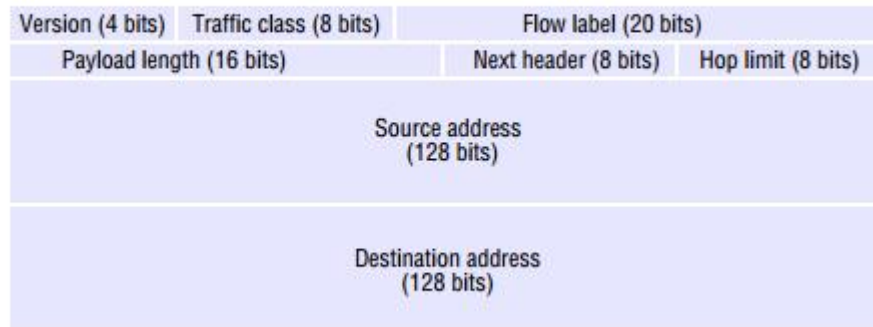 Version (4 bits) Traffic class (8 bits) Flow label (20 bits)
Payload length (16 bits) Next header (8 bits) Hop limit (8 bits)
Source address
(128 bits)
Destination address
(128 bits)